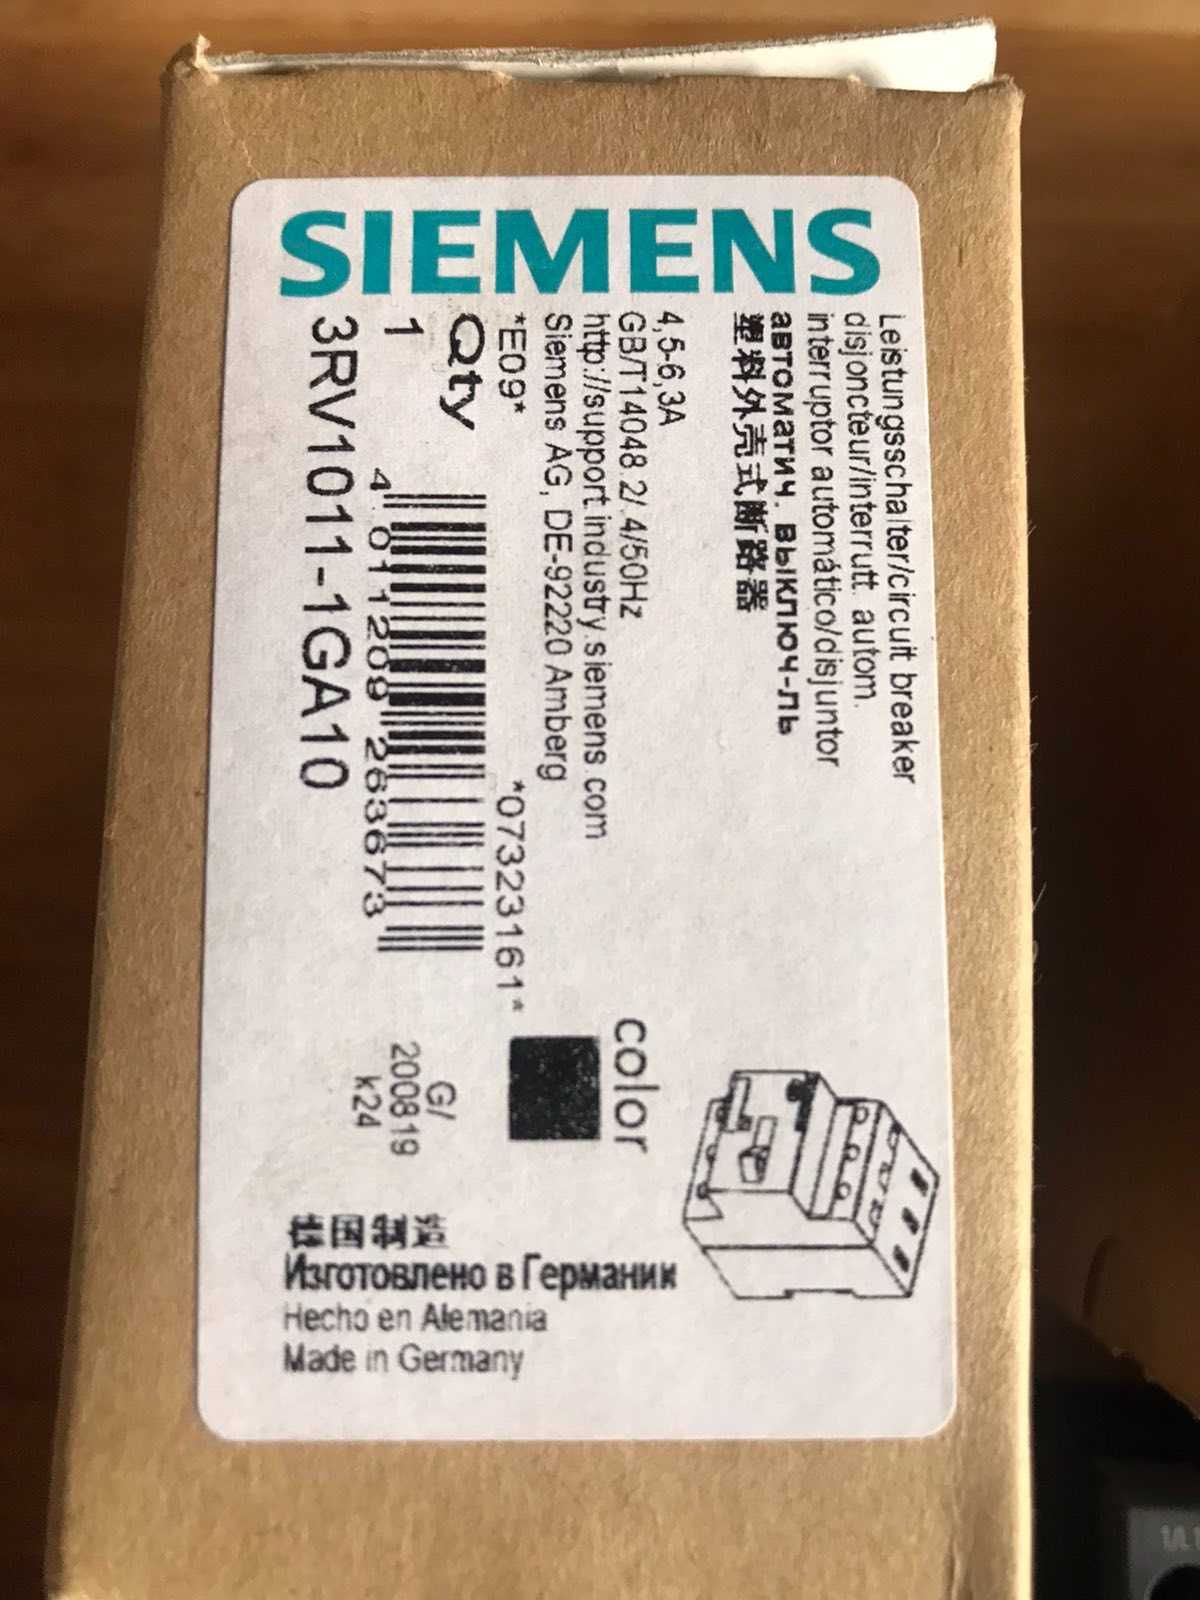 SIEMENS
Leistungsschalter/circuit breaker
disjoncteur/interrutt. autom.
interruptor automático/disjuntor
автоматич. выключ-ль
塑料外壳式断路器
4,5-6,3A
GB/T14048.2/.4/50Hz
http://support.industry.siemens.com
Siemens AG, DE-92220 Amberg
*E09*
*07323161*
Qty
1
4 011209 263673
3RV1011-1GA10
color
G/
200819
k24
德国制造
Изготовлено в Германии
Hecho en Alemania
Made in Germany